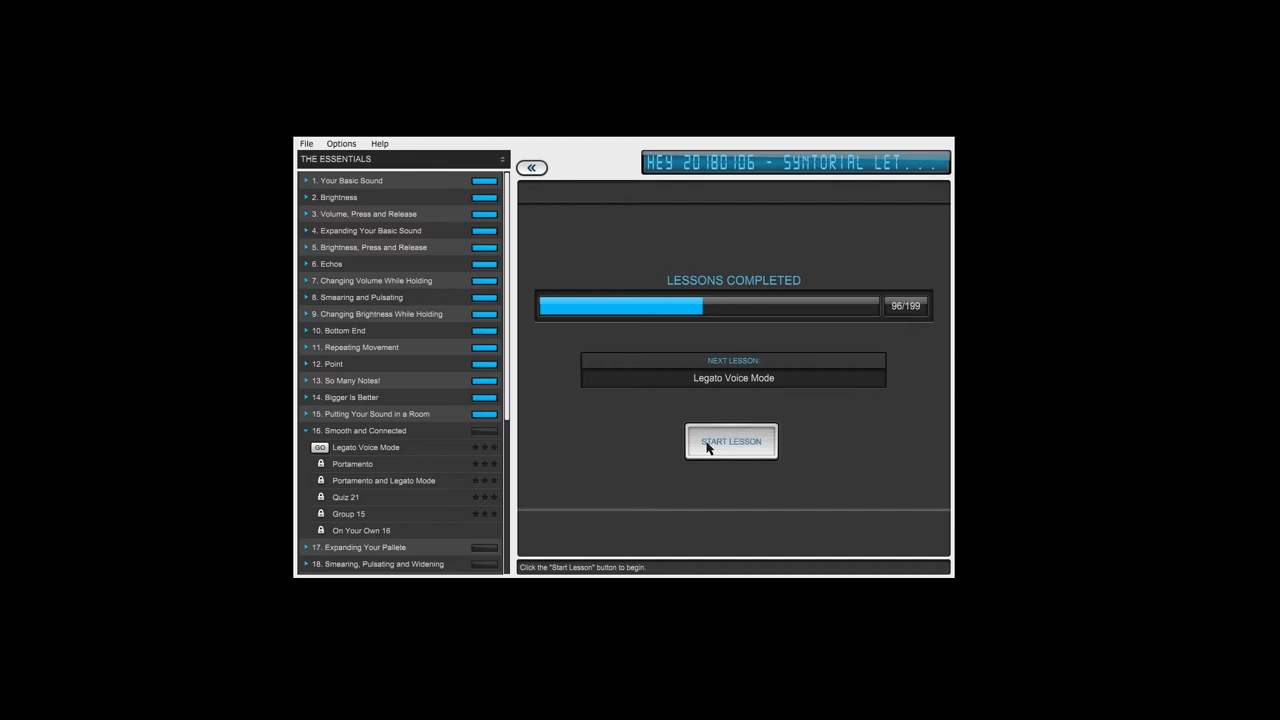 File Options Help
THE ESSENTIALS
HEY 20180106 - SYNTORIAL LET...
1. Your Basic Sound
2. Brightness
3. Volume, Press and Release
4. Expanding Your Basic Sound
5. Brightness, Press and Release
6. Echos
7. Changing Volume While Holding
8. Smearing and Pulsating
9. Changing Brightness While Holding
10. Bottom End
11. Repeating Movement
12. Point
13. So Many Notes!
14. Bigger Is Better
15. Putting Your Sound in a Room
16. Smooth and Connected
GO Legato Voice Mode
Portamento
Portamento and Legato Mode
Quiz 21
Group 15
On Your Own 16
17. Expanding Your Pallete
18. Smearing, Pulsating and Widening
LESSONS COMPLETED
96/199
NEXT LESSON:
Legato Voice Mode
START LESSON
Click the "Start Lesson" button to begin.